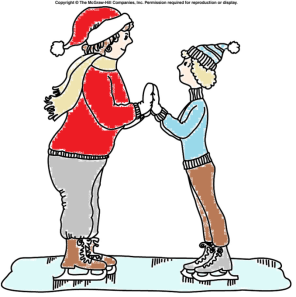 Copyright © The McGraw-Hill Companies, Inc. Permission required for reproduction or display.